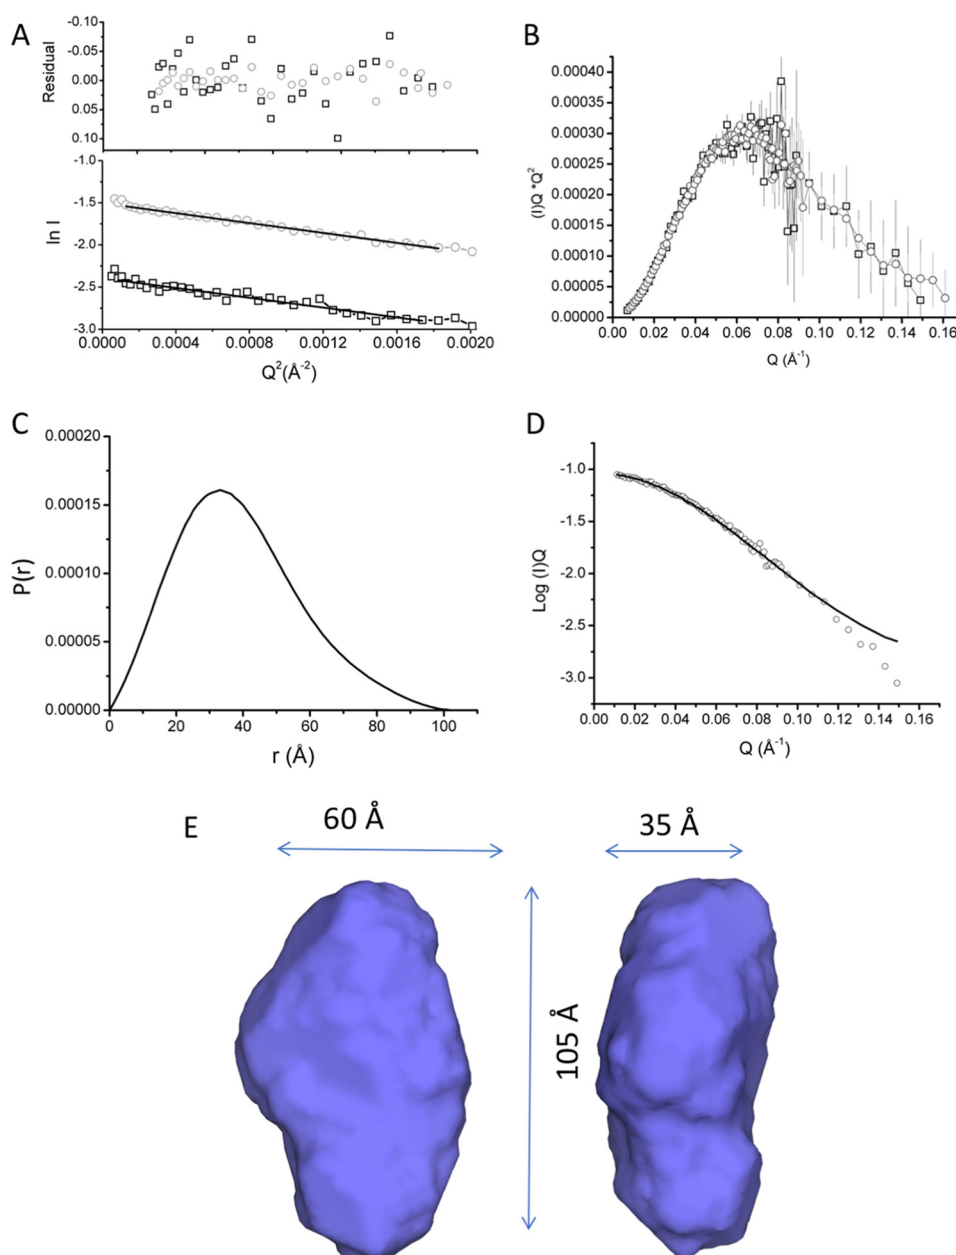 A
Residual
-0.10
-0.05
0.00
0.05
0.10
ln I
-1.0
-1.5
-2.0
-2.5
-3.0
0.0000 0.0004 0.0008 0.0012 0.0016 0.0020
Q2(Å-2)
B
(I)Q *Q2
0.00040
0.00035
0.00030
0.00025
0.00020
0.00015
0.00010
0.00005
0.00000
0.02 0.04 0.06 0.08 0.10 0.12 0.14 0.16
Q (Å-1)
C
P(r)
0.00020
0.00015
0.00010
0.00005
0.00000
0 20 40 60 80 100
r (Å)
D
Log (I)Q
-1.0
-1.5
-2.0
-2.5
-3.0
0.00 0.02 0.04 0.06 0.08 0.10 0.12 0.14 0.16
Q (Å-1)
E
60 Å
35 Å
105 Å